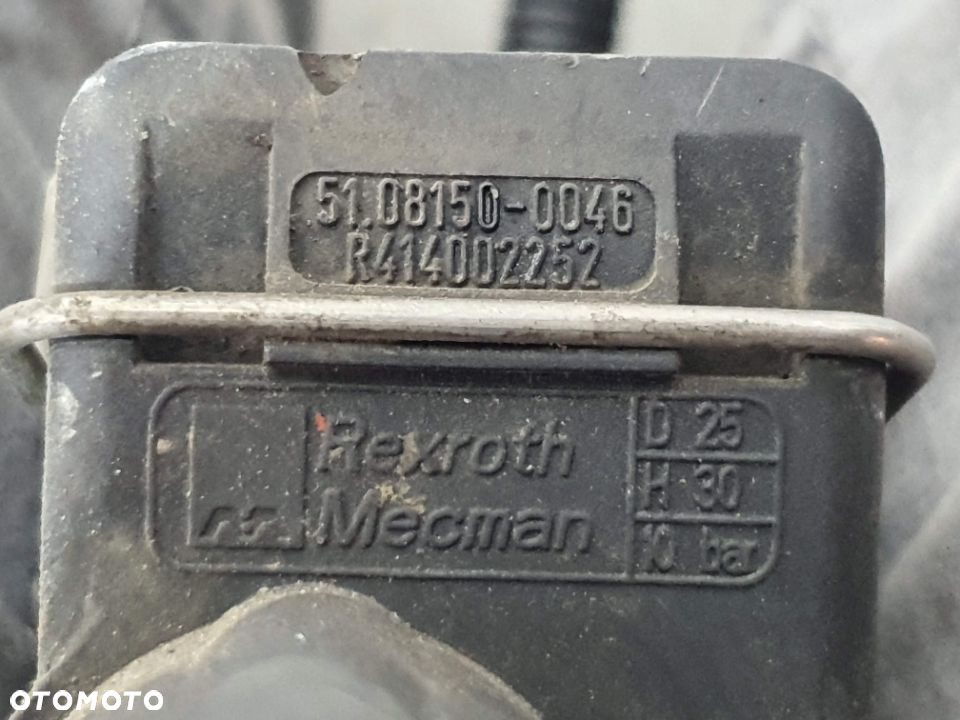 51.08150-0046
R414002252
Rexroth
Mecman
D 25
H 30
10 bar
OTOMOTO